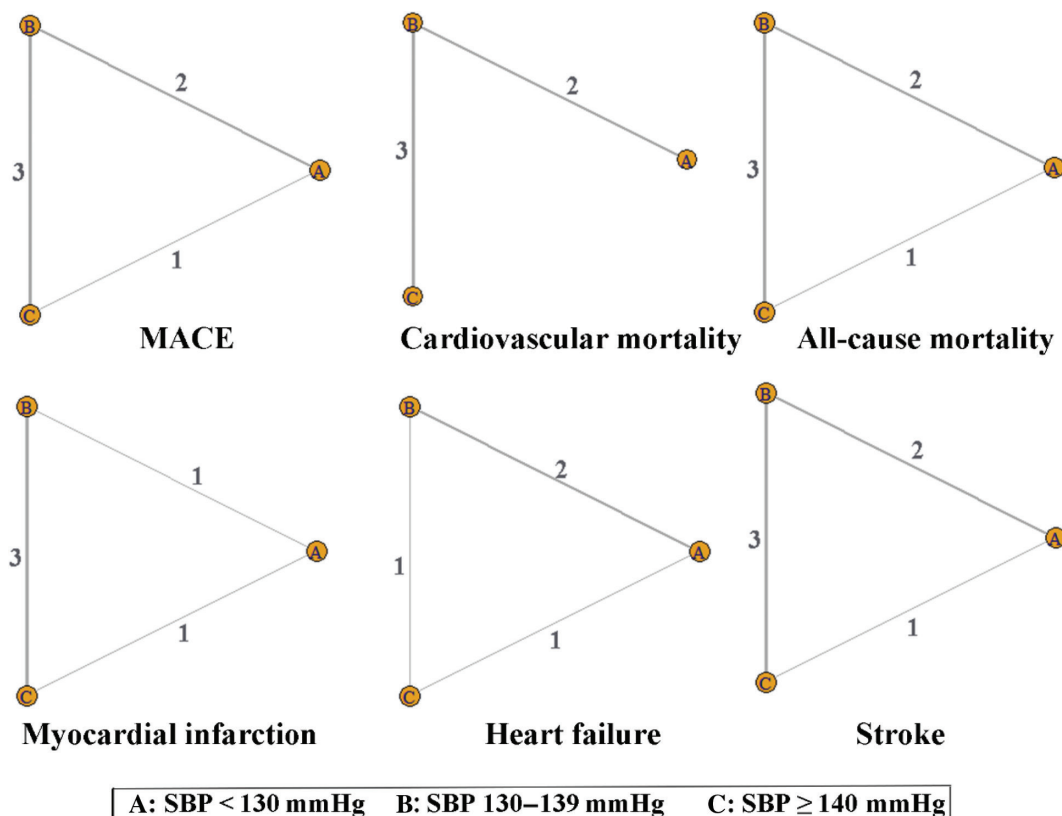 B
B
B
2
2
2
3
A
3
A
3
A
1
1
C
C
C
MACE
Cardiovascular mortality
All-cause mortality
B
B
B
1
2
2
3
A
1
A
3
A
1
1
1
C
C
C
Myocardial infarction
Heart failure
Stroke
A: SBP < 130 mmHg B: SBP 130–139 mmHg C: SBP ≥ 140 mmHg